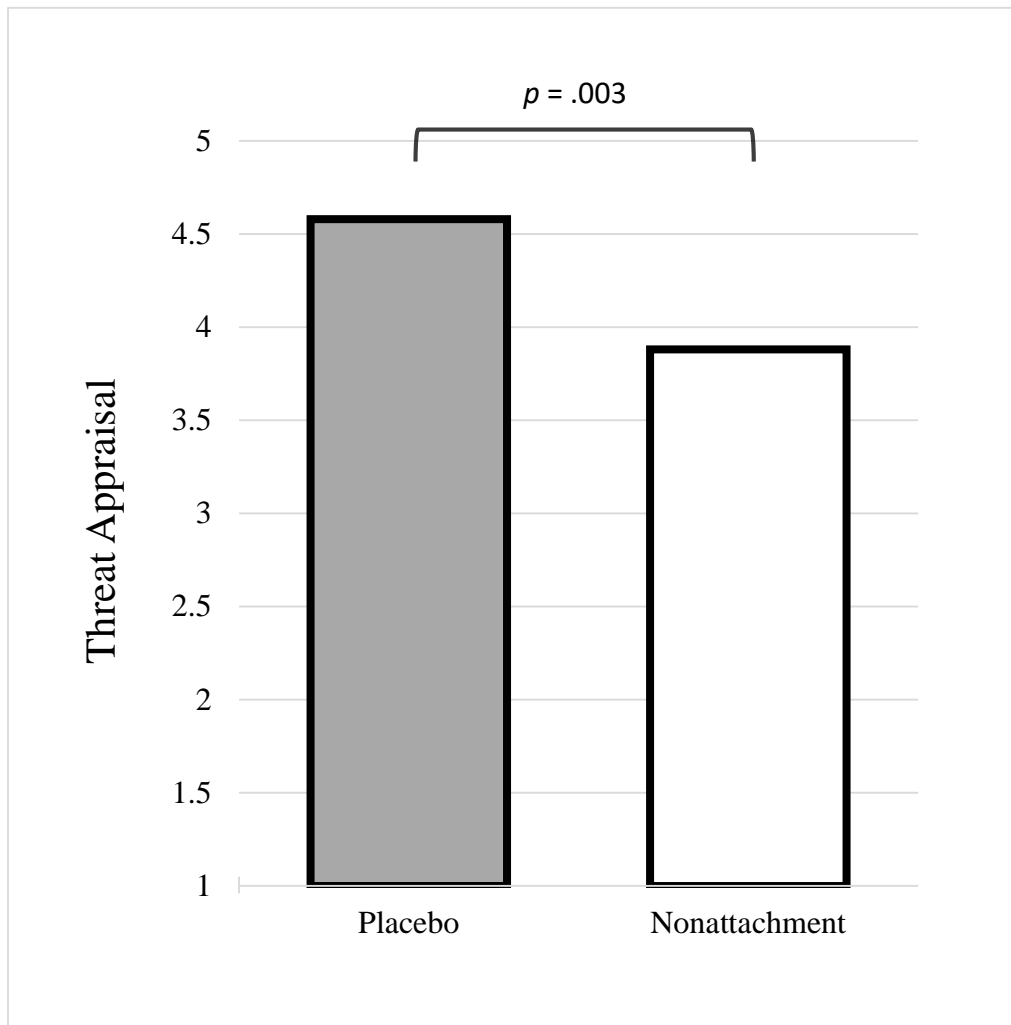 p = .003
5
4.5
4
3.5
3
2.5
2
1.5
1
Threat Appraisal
Placebo
Nonattachment